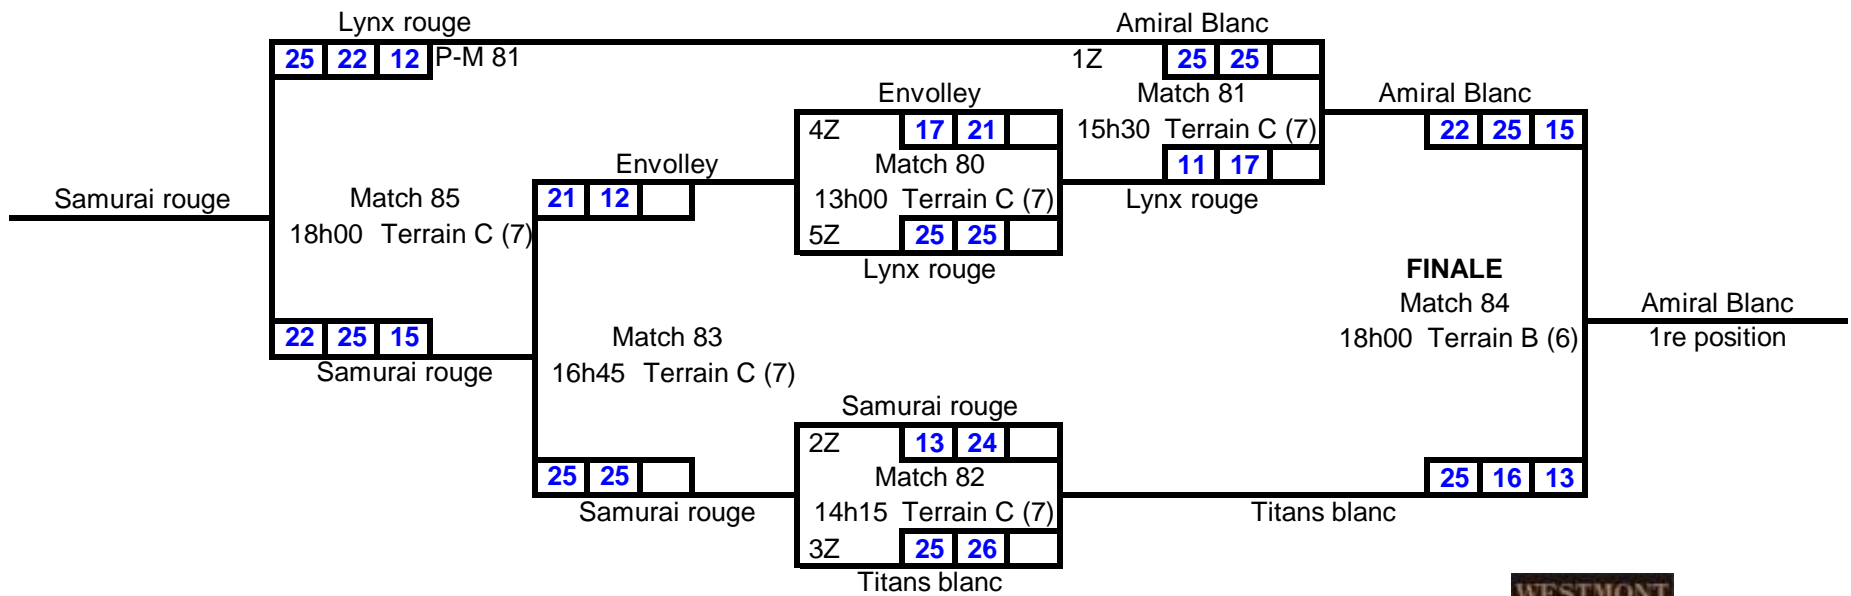 Lynx rouge
Amiral Blanc
25 22 12 P-M 81
1Z 25 25
Envolley
Match 81
Amiral Blanc
4Z 17 21
15h30 Terrain C (7)
22 25 15
Envolley
Match 80
11 17
Samurai rouge
Match 85
21 12
13h00 Terrain C (7)
Lynx rouge
18h00 Terrain C (7)
5Z 25 25
Lynx rouge
FINALE
Match 84
Amiral Blanc
22 25 15
Match 83
18h00 Terrain B (6)
1re position
Samurai rouge
16h45 Terrain C (7)
Samurai rouge
2Z 13 24
25 25
Match 82
25 16 13
Samurai rouge
14h15 Terrain C (7)
Titans blanc
3Z 25 26
Titans blanc
WESTMONT